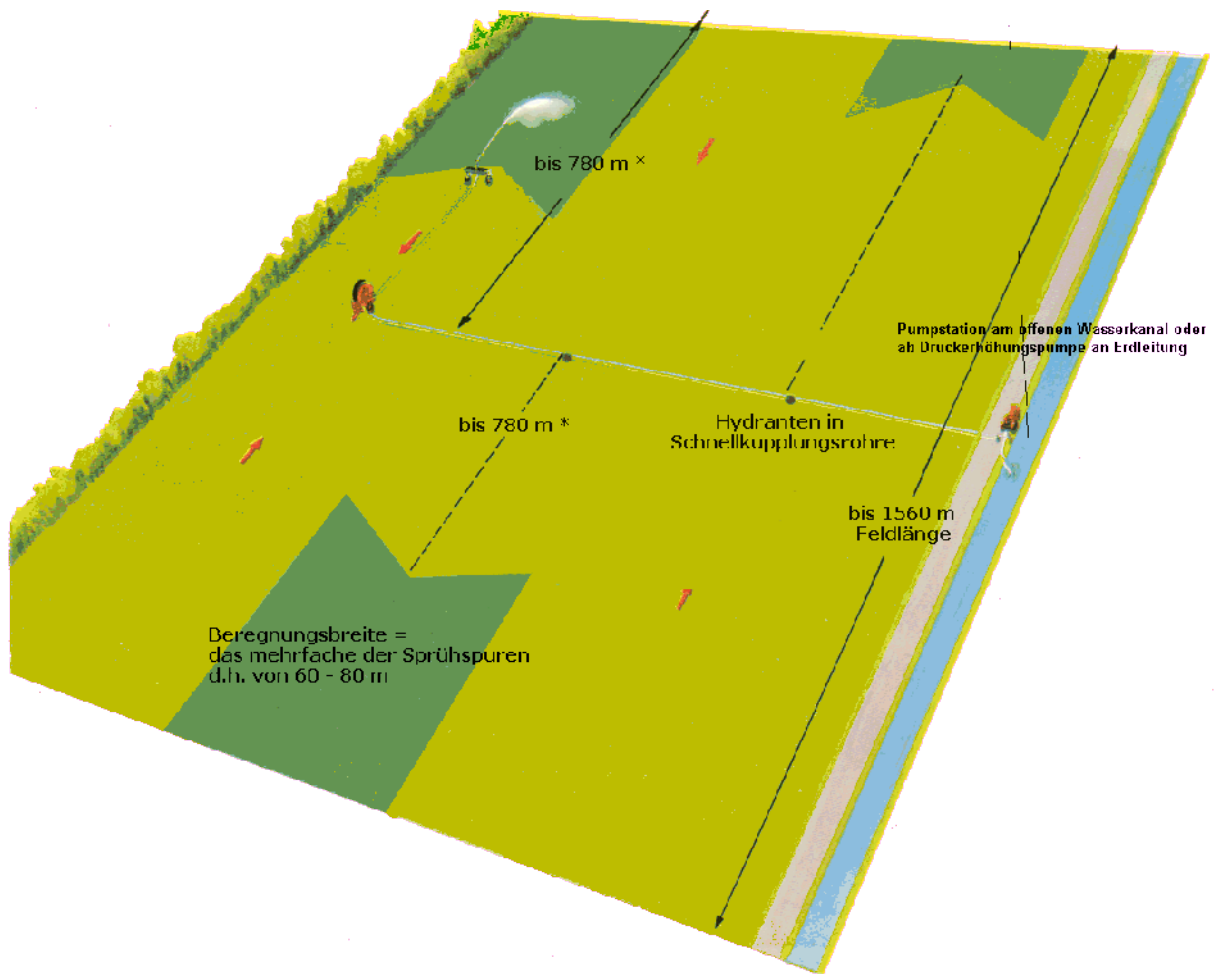 bis 780 m *
Pumpstation am offenen Wasserkanal oder
ab Druckerhöhungspumpe an Erdleitung
bis 780 m *
Hydranten in
Schnellkupplungsrohre
bis 1560 m
Feldlänge
Beregnungsbreite =
das mehrfache der Sprühspuren
d.h. von 60 - 80 m